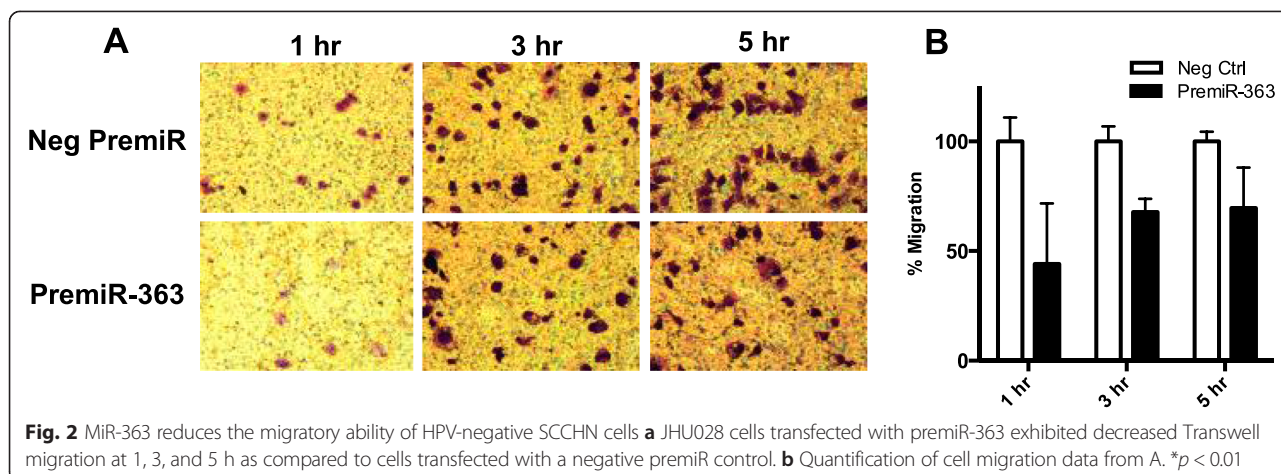 A
1 hr 3 hr 5 hr
Neg PremiR
PremiR-363
B
Neg Ctrl
PremiR-363
% Migration
100
50
0
1 hr 3 hr 5 hr
Fig. 2 MiR-363 reduces the migratory ability of HPV-negative SCCHN cells a JHU028 cells transfected with premiR-363 exhibited decreased Transwell
migration at 1, 3, and 5 h as compared to cells transfected with a negative premiR control. b Quantification of cell migration data from A. *p < 0.01